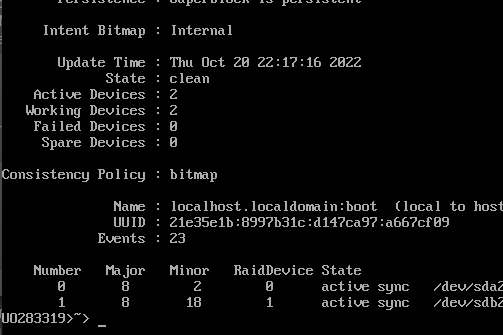 Persistence : Superblock is persistent
Intent Bitmap : Internal
Update Time : Thu Oct 20 22:17:16 2022
State : clean
Active Devices : 2
Working Devices : 2
Failed Devices : 0
Spare Devices : 0
Consistency Policy : bitmap
Name : localhost.localdomain:boot (local to host
UUID : 21e35e1b:8997b31c:d147ca97:a667cf09
Events : 23
Number Major Minor RaidDevice State
0 8 2 0 active sync /dev/sda2
1 8 18 1 active sync /dev/sdb2
UO283319>~> _